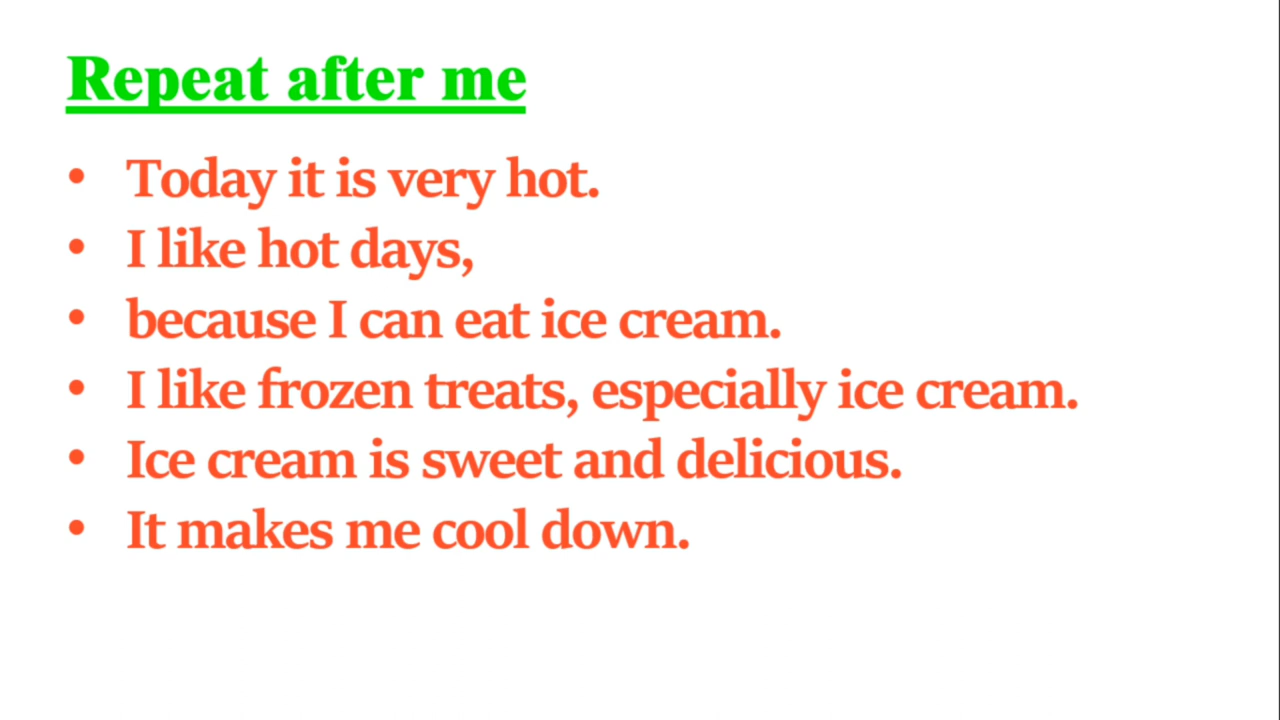 Repeat after me
• Today it is very hot.
• I like hot days,
• because I can eat ice cream.
• I like frozen treats, especially ice cream.
• Ice cream is sweet and delicious.
• It makes me cool down.